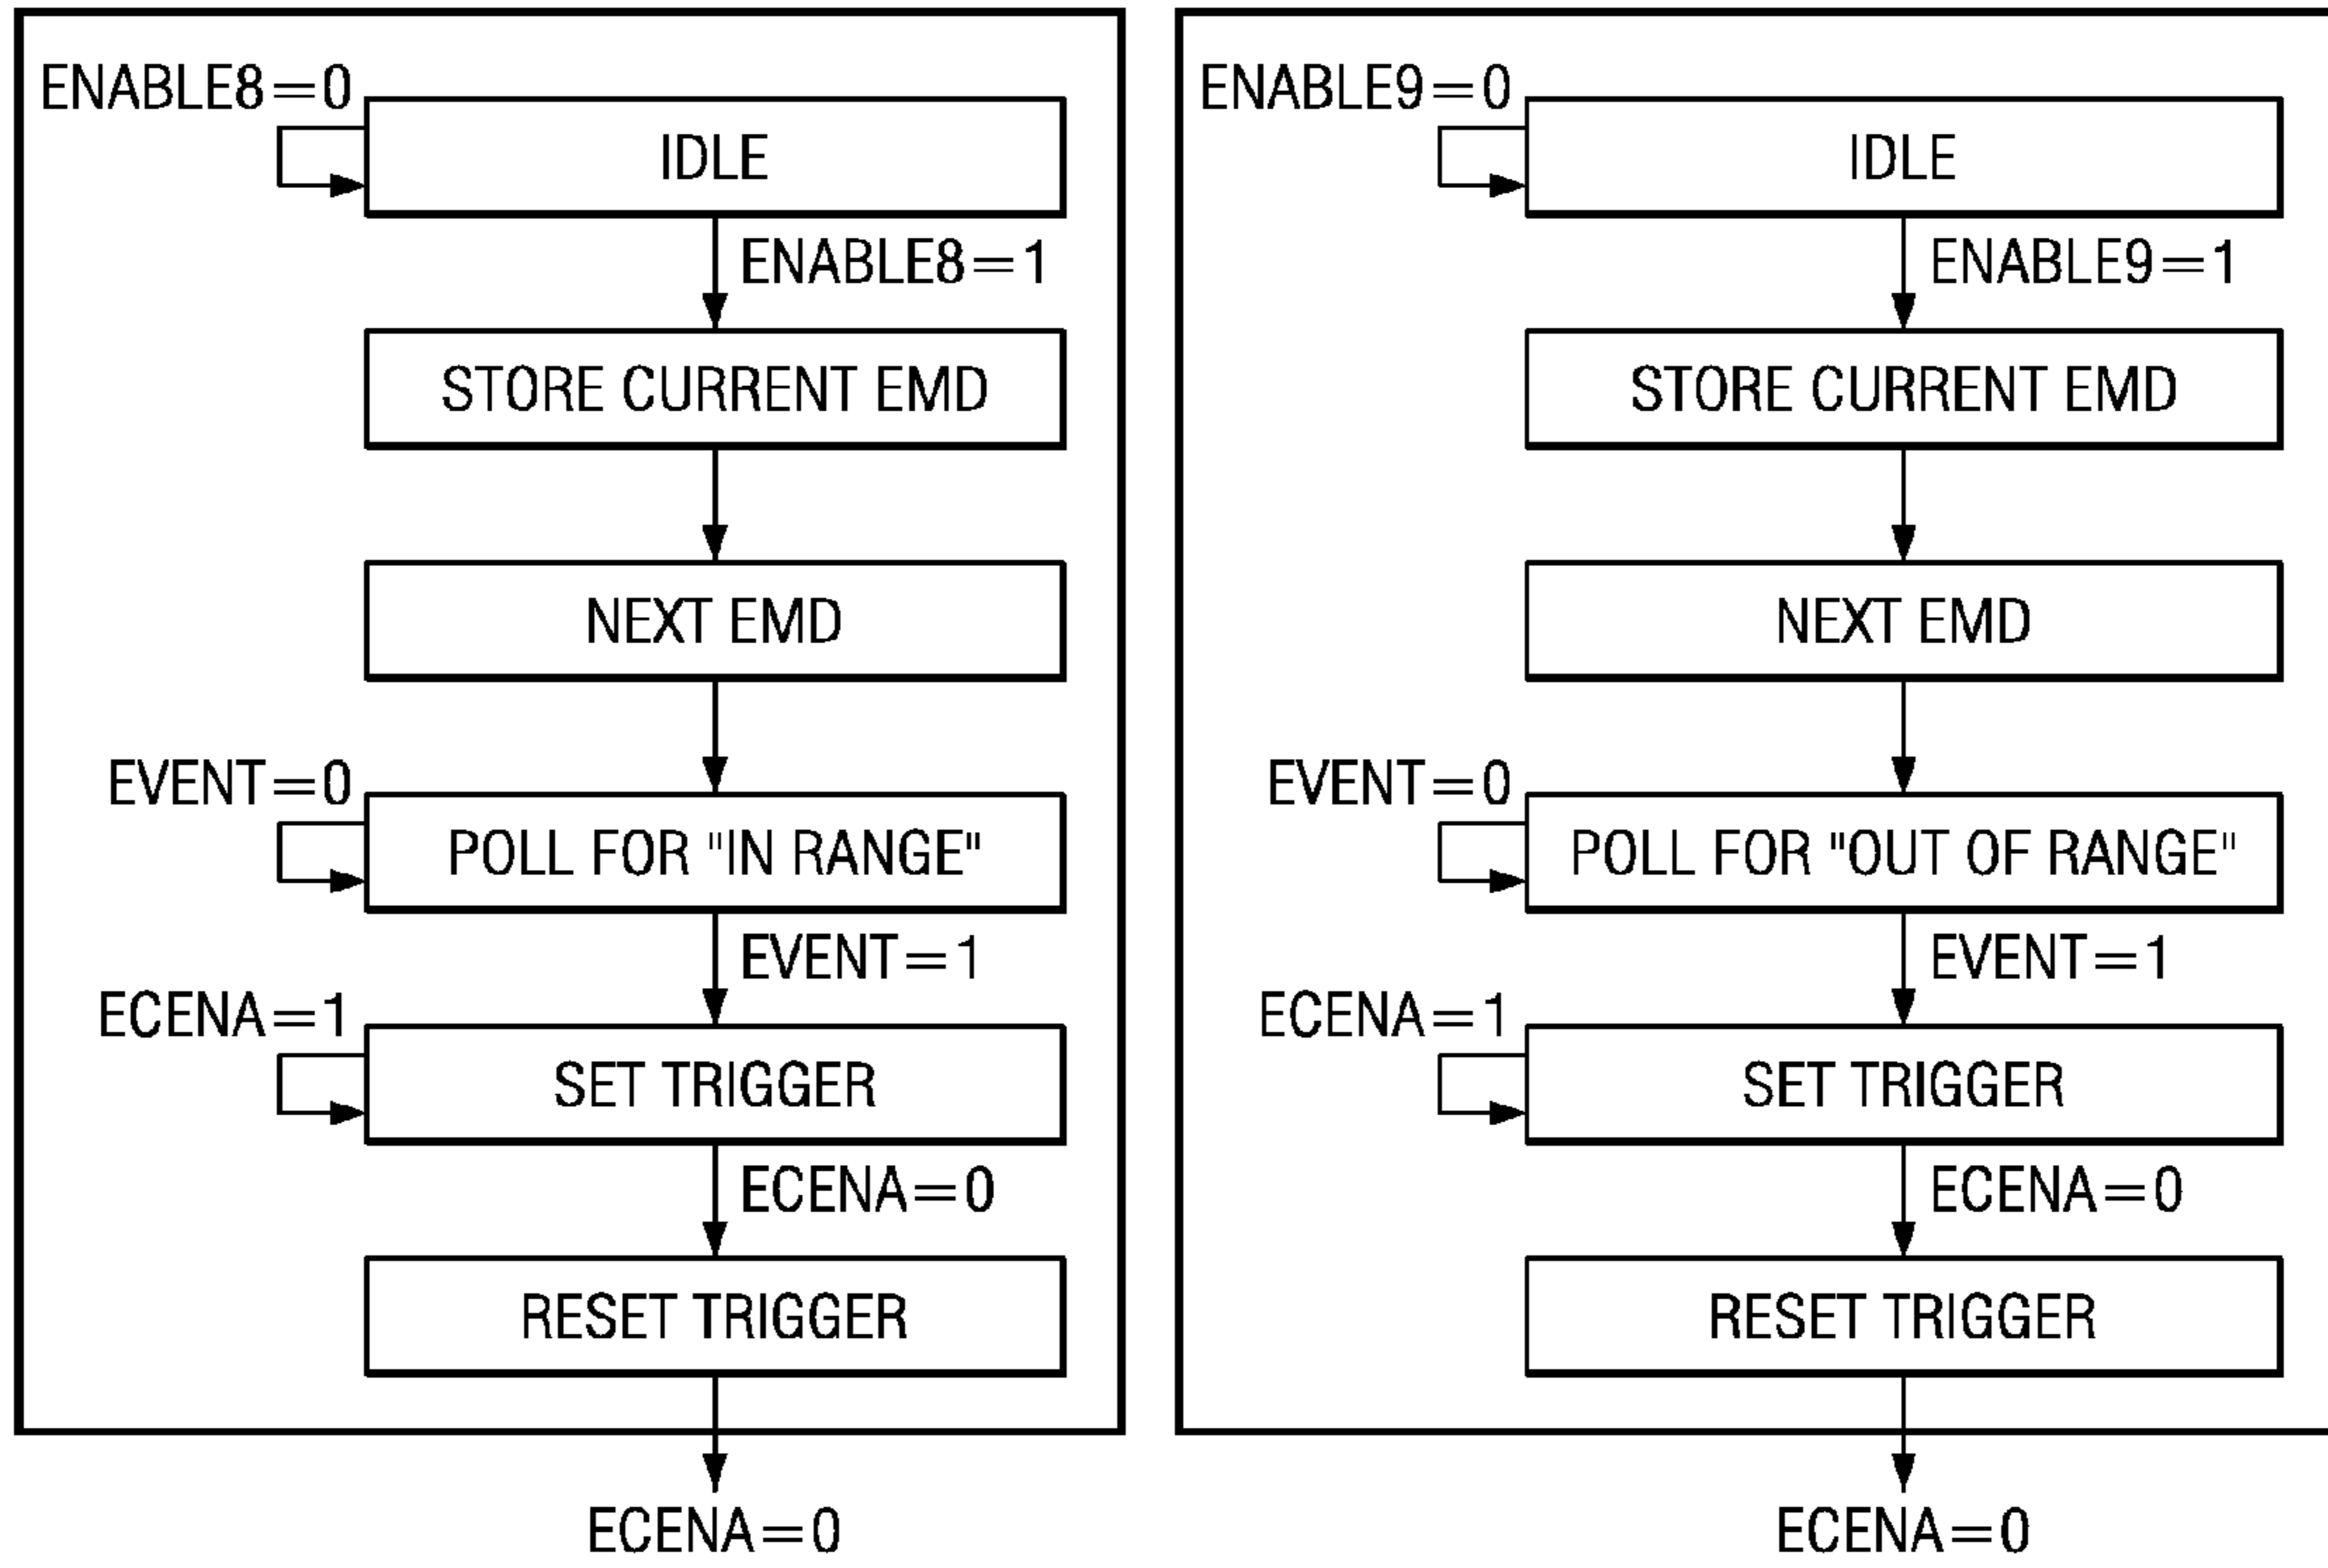 ENABLE8=0
IDLE
ENABLE8=1
STORE CURRENT EMD
NEXT EMD
EVENT=0
POLL FOR "IN RANGE"
EVENT=1
ECENA=1
SET TRIGGER
ECENA=0
RESET TRIGGER
ECENA=0
ENABLE9=0
IDLE
ENABLE9=1
STORE CURRENT EMD
NEXT EMD
EVENT=0
POLL FOR "OUT OF RANGE"
EVENT=1
ECENA=1
SET TRIGGER
ECENA=0
RESET TRIGGER
ECENA=0